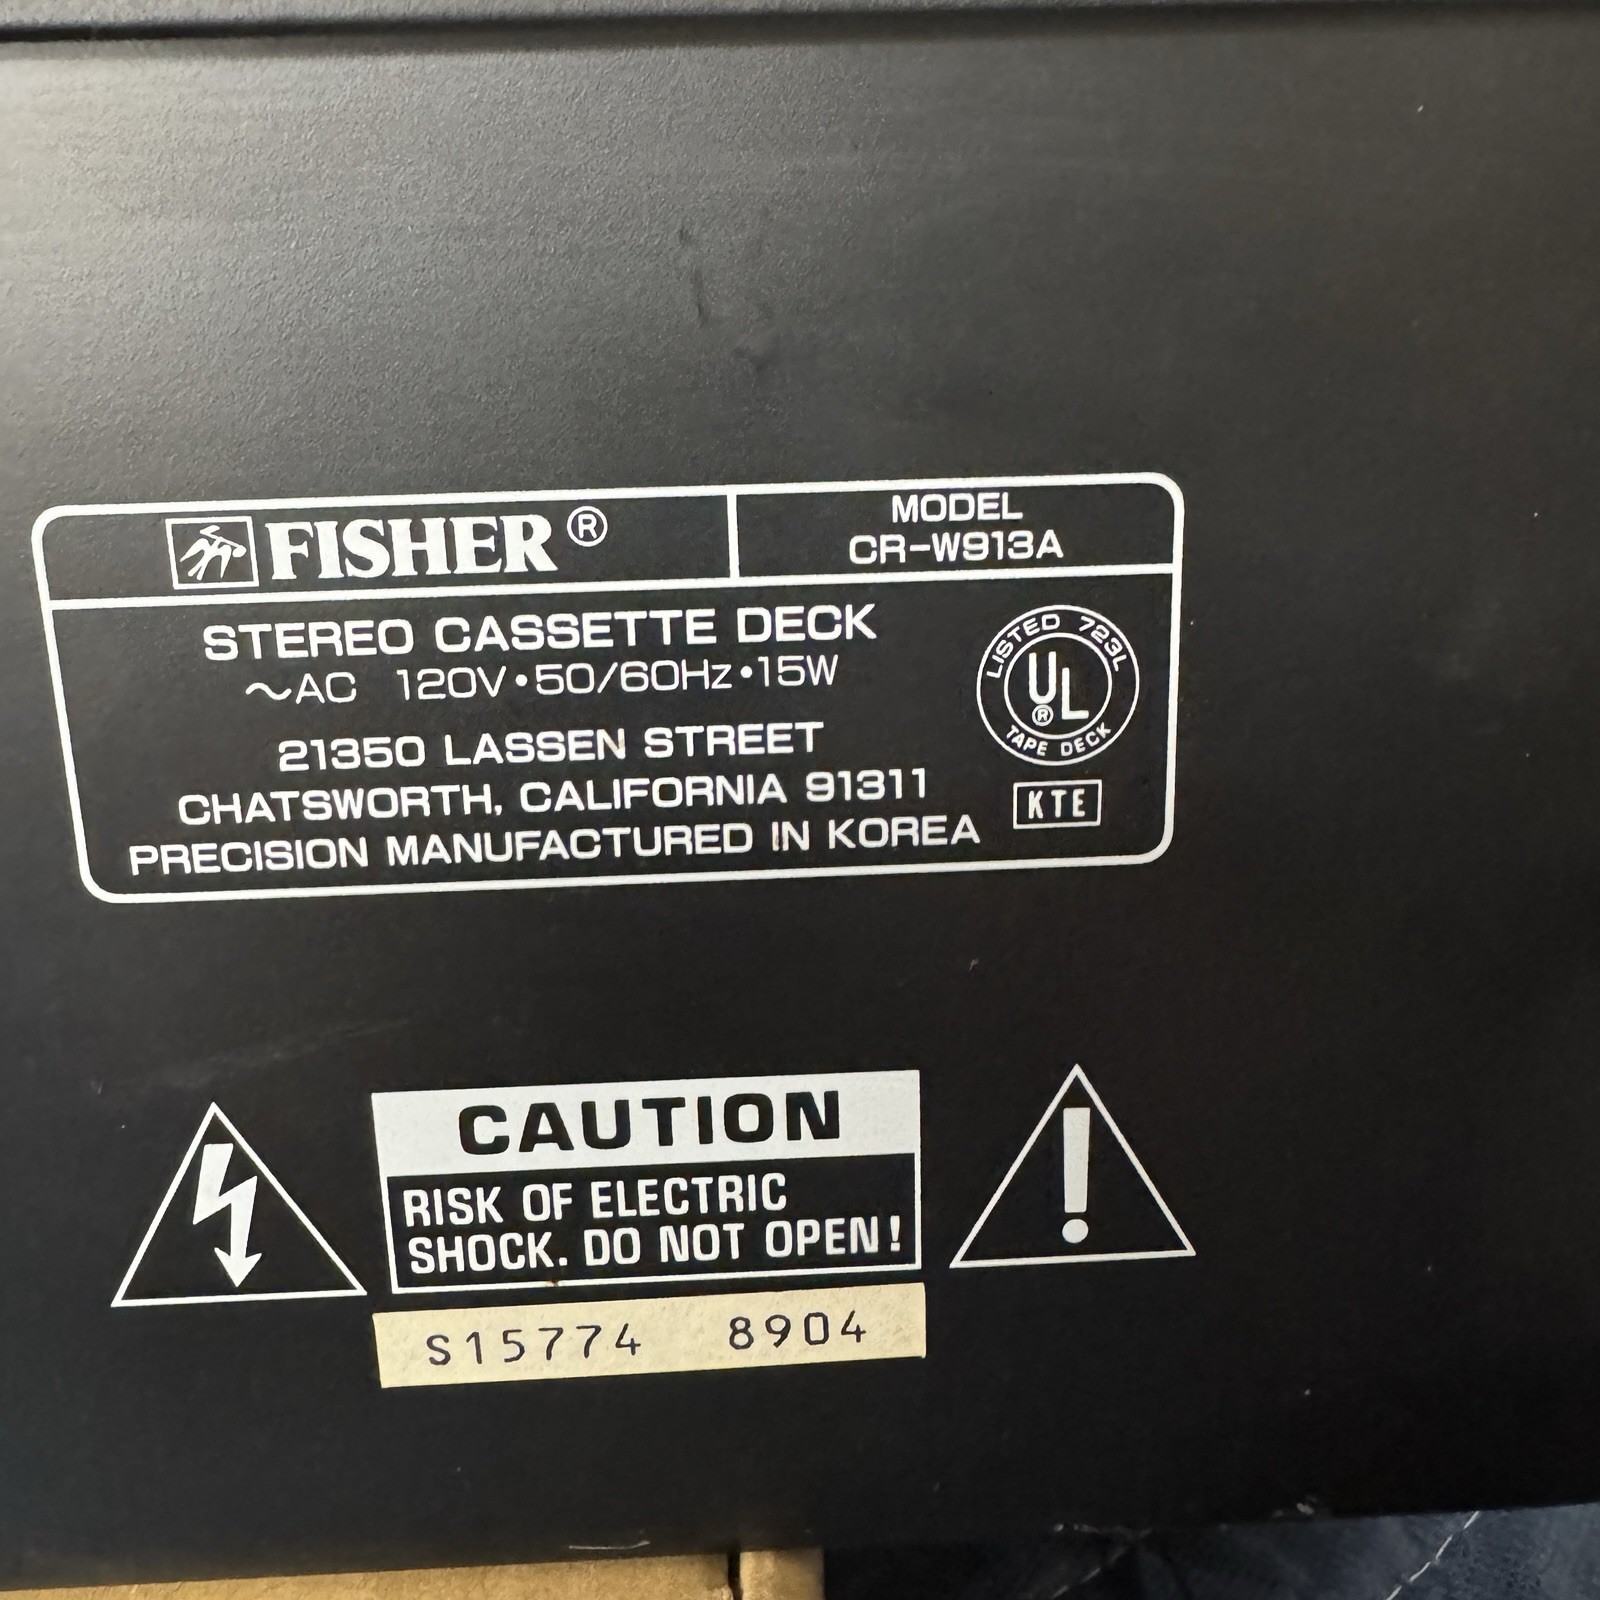 FISHER®
MODEL
CR-W913A
STEREO CASSETTE DECK
~AC 120V•50/60Hz•15W
21350 LASSEN STREET
CHATSWORTH, CALIFORNIA 91311
PRECISION MANUFACTURED IN KOREA
LISTED 723L
UL®
TAPE DECK
KTE
CAUTION
RISK OF ELECTRIC
SHOCK. DO NOT OPEN!
S15774 8904